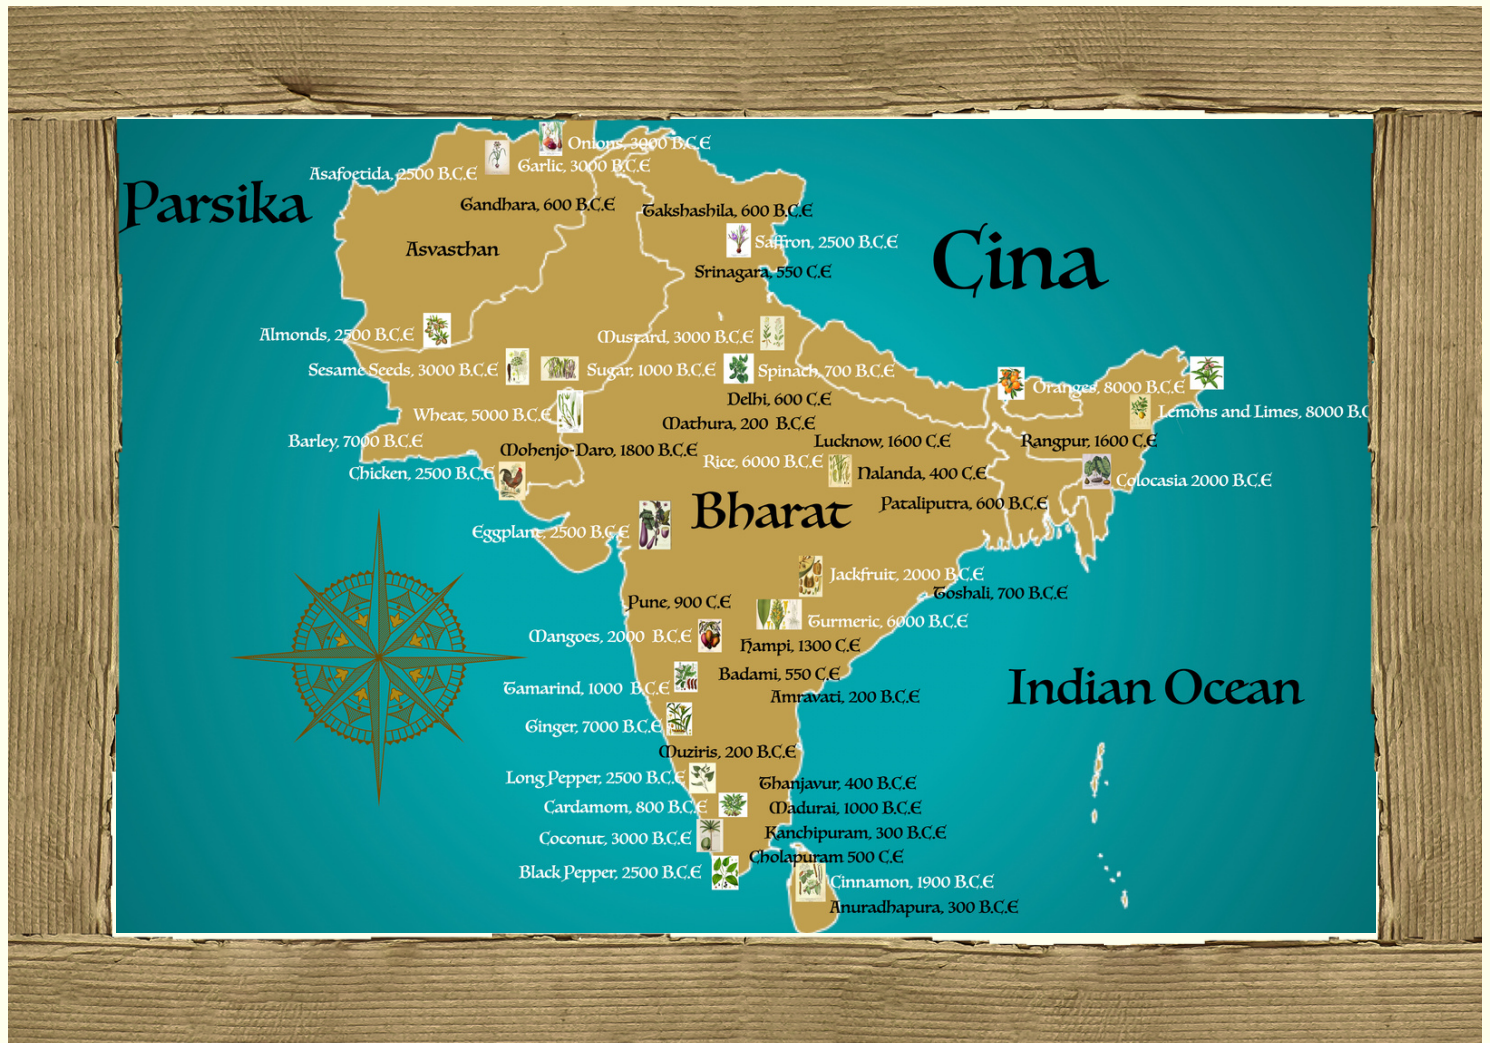 Onions, 3000 B.C.E
Garlic, 3000 B.C.E
Asafoetida, 2500 B.C.E
Parsika
Gandhara, 600 B.C.E
Takshashila, 600 B.C.E
Asvasthan
Saffron, 2500 B.C.E
Cina
Srinagara, 550 C.E
Almonds, 2500 B.C.E
Mustard, 3000 B.C.E
Sesame Seeds, 3000 B.C.E
Sugar, 1000 B.C.E
Spinach, 700 B.C.E
Oranges, 8000 B.C.E
Delhi, 600 C.E
Lemons and Limes, 8000 B.C
Wheat, 5000 B.C.E
Mathura, 200 B.C.E
Barley, 7000 B.C.E
Lucknow, 1600 C.E
Rangpur, 1600 C.E
Mohenjo-Daro, 1800 B.C.E
Rice, 6000 B.C.E
Chicken, 2500 B.C.E
Nalanda, 400 C.E
Colocasia 2000 B.C.E
Pataliputra, 600 B.C.E
Bharat
Eggplant, 2500 B.C.E
Jackfruit, 2000 B.C.E
Toshali, 700 B.C.E
Pune, 900 C.E
Turmeric, 6000 B.C.E
Mangoes, 2000 B.C.E
Hampi, 1300 C.E
Badami, 550 C.E
Tamarind, 1000 B.C.E
Indian Ocean
Amravati, 200 B.C.E
Ginger, 7000 B.C.E
Muziris, 200 B.C.E
Long Pepper, 2500 B.C.E
Thanjavur, 400 B.C.E
Cardamom, 800 B.C.E
Madurai, 1000 B.C.E
Coconut, 3000 B.C.E
Kanchipuram, 300 B.C.E
Cholapuram 500 C.E
Black Pepper, 2500 B.C.E
Cinnamon, 1900 B.C.E
Anuradhapura, 300 B.C.E